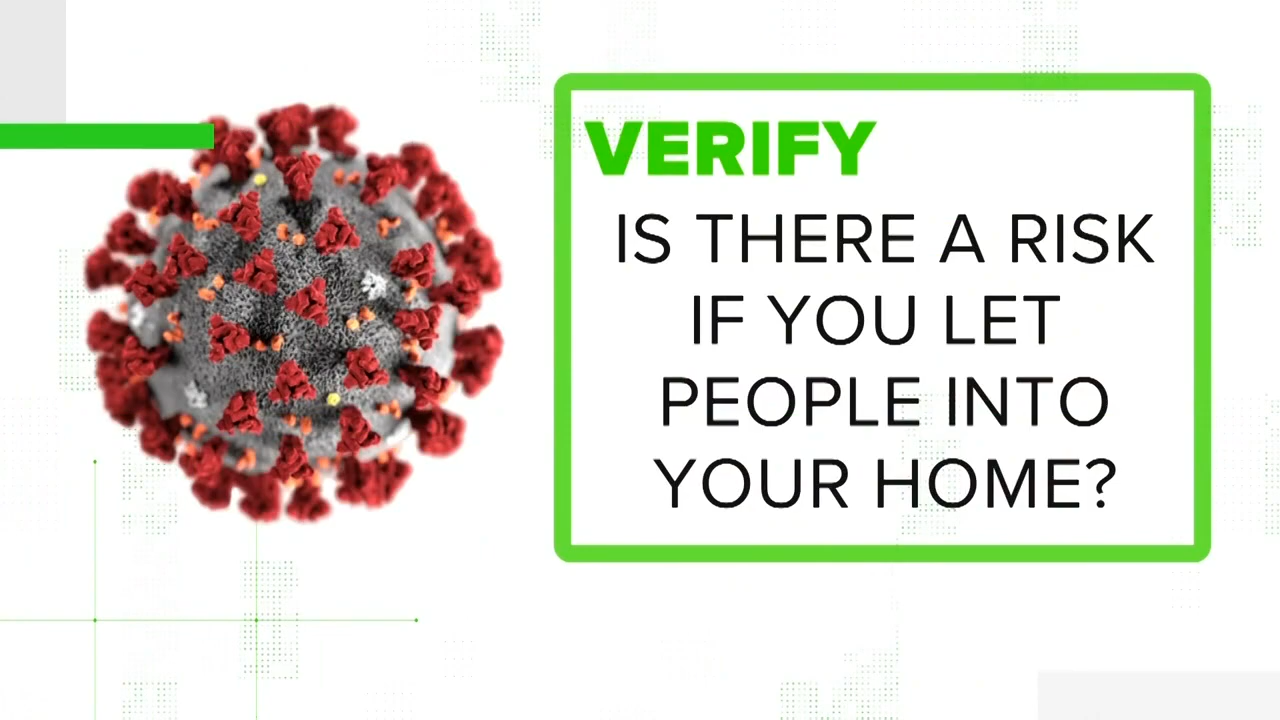 VERIFY
IS THERE A RISK
IF YOU LET
PEOPLE INTO
YOUR HOME?